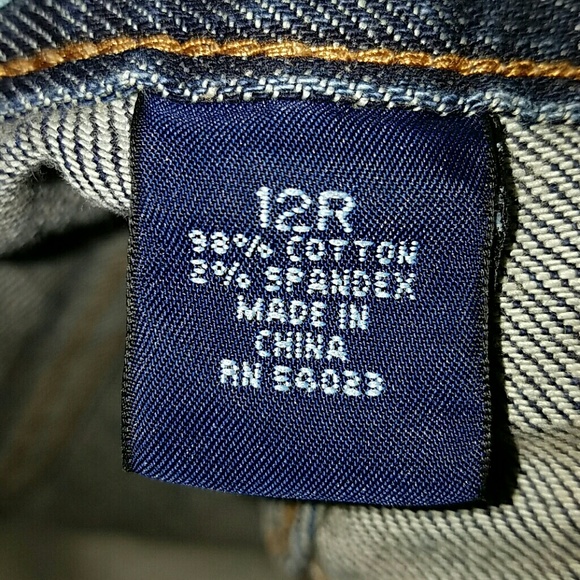 12R
98% COTTON
2% SPANDEX
MADE IN
CHINA
RN 54023